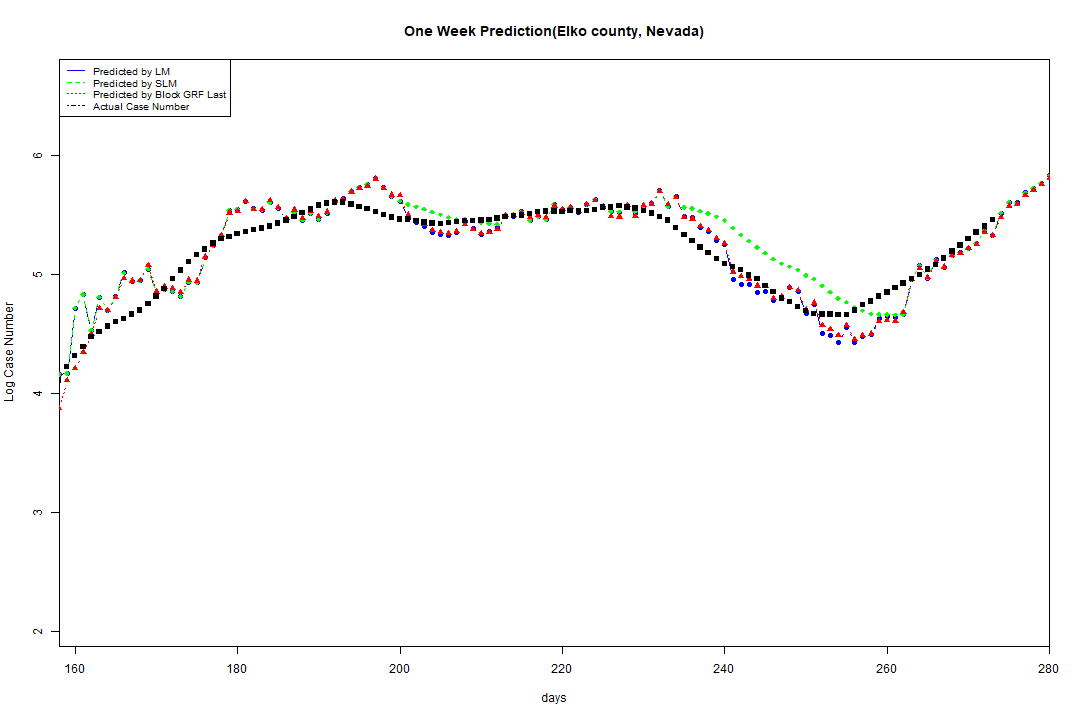 One Week Prediction(Elko county, Nevada)
Predicted by LM
Predicted by SLM
Predicted by Block GRF Last
Actual Case Number
6
5
4
3
2
Log Case Number
160 180 200 220 240 260 280
days